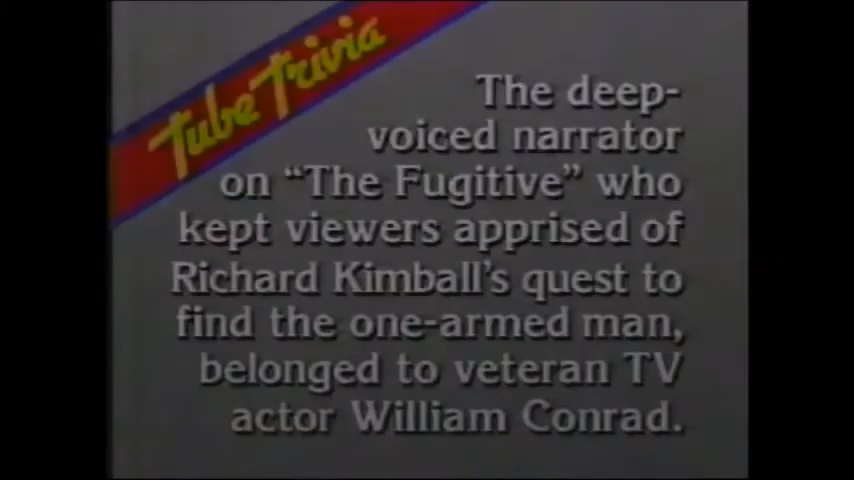 Tube Trivia
The deep-
voiced narrator
on “The Fugitive” who
kept viewers apprised of
Richard Kimball’s quest to
find the one-armed man,
belonged to veteran TV
actor William Conrad.